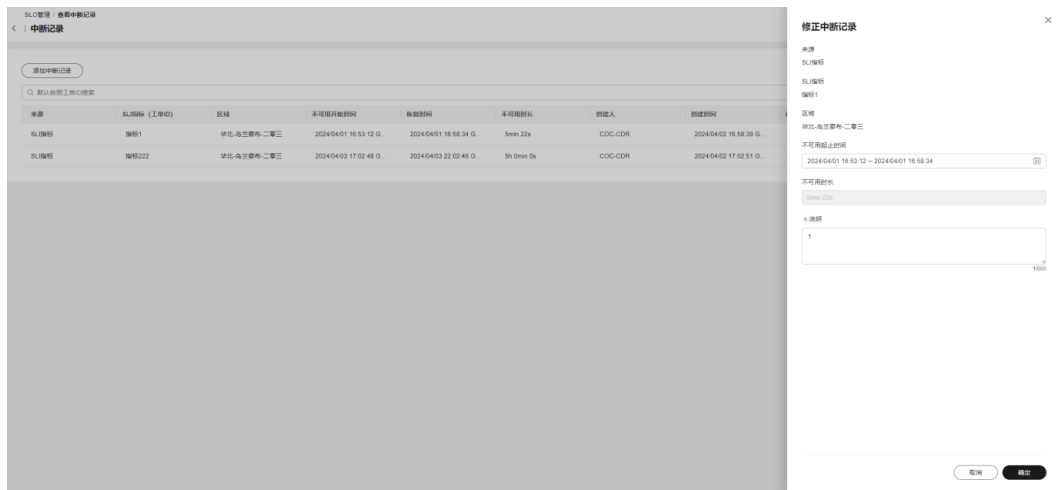 SLO管理 / 查看中断记录
中断记录
添加中断记录
默认按照工单ID搜索
来源 SLI指标（工单ID） 区域 不可用开始时间 恢复时间 不可用时长 创建人 创建时间
SLI指标 指标1 华北-乌兰察布-二零三 2024/04/01 16:53:12 G... 2024/04/01 16:58:34 G... 5min 22s COC-CDR 2024/04/02 16:58:39 G...
SLI指标 指标222 华北-乌兰察布-二零三 2024/04/03 17:02:48 G... 2024/04/03 22:02:48 G... 5h 0min 0s COC-CDR 2024/04/02 17:02:51 G...
修正中断记录
来源
SLI指标
SLI指标
指标1
区域
华北-乌兰察布-二零三
不可用起止时间
2024/04/01 16:53:12 -- 2024/04/01 16:58:34
不可用时长
5min 22s
* 说明
1
1/600
取消 确定